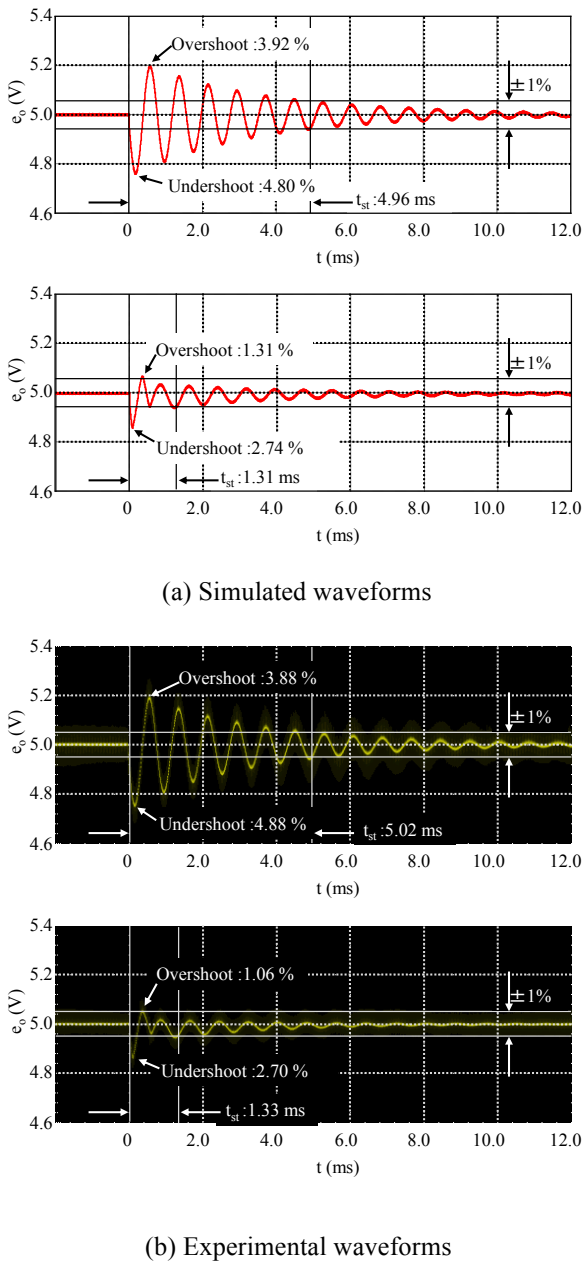 5.4
Overshoot :3.92 %
5.2
±1%
e_o (V)
5.0
4.8
Undershoot :4.80 %
t_st :4.96 ms
4.6
0 2.0 4.0 6.0 8.0 10.0 12.0
t (ms)
5.4
5.2
Overshoot :1.31 %
±1%
e_o (V)
5.0
4.8
Undershoot :2.74 %
t_st :1.31 ms
4.6
0 2.0 4.0 6.0 8.0 10.0 12.0
t (ms)
(a) Simulated waveforms
5.4
Overshoot :3.88 %
5.2
±1%
e_o (V)
5.0
4.8
Undershoot :4.88 %
t_st :5.02 ms
4.6
0 2.0 4.0 6.0 8.0 10.0 12.0
t (ms)
5.4
5.2
Overshoot :1.06 %
±1%
e_o (V)
5.0
4.8
Undershoot :2.70 %
t_st :1.33 ms
4.6
0 2.0 4.0 6.0 8.0 10.0 12.0
t (ms)
(b) Experimental waveforms